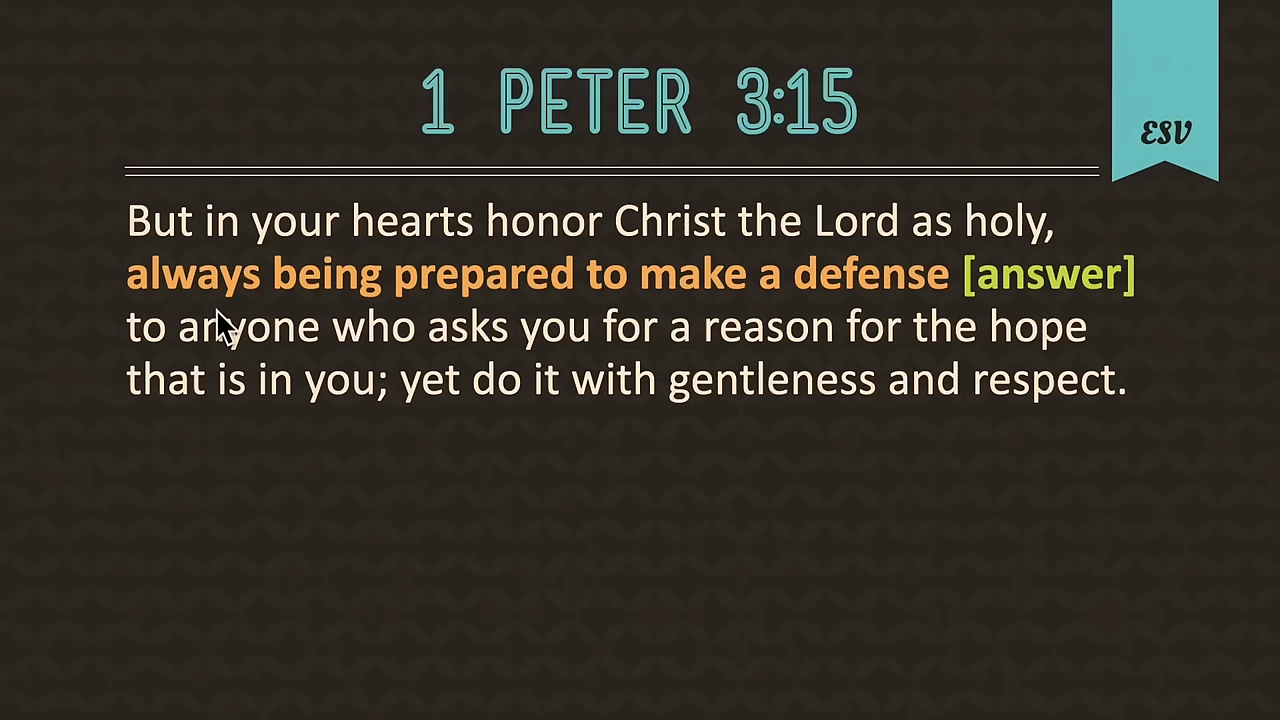 1 PETER 3:15
ESV
But in your hearts honor Christ the Lord as holy,
always being prepared to make a defense [answer]
to anyone who asks you for a reason for the hope
that is in you; yet do it with gentleness and respect.